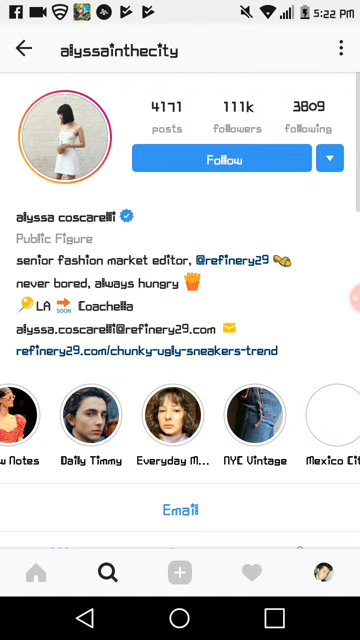 5:22 PM
alyssainthecity
4171 111k 3809
posts followers following
Follow
alyssa coscarelli
Public Figure
senior fashion market editor, @refinery29
never bored, always hungry
LA SOON Coachella
alyssa.coscarelli@refinery29.com
refinery29.com/chunky-ugly-sneakers-trend
w Notes Daily Timmy Everyday M... NYC Vintage Mexico Cit
Email